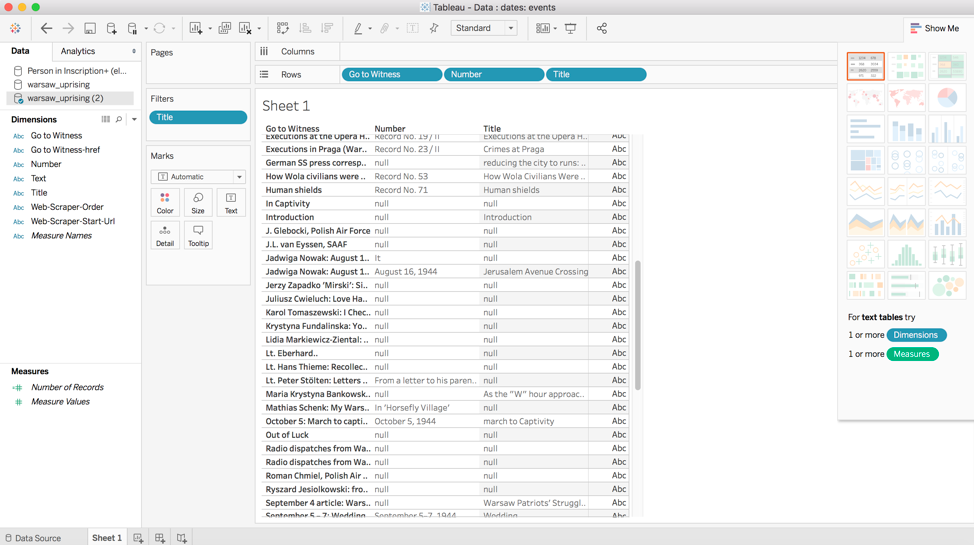 Tableau - Data : dates: events
Standard
Show Me
Data
Analytics
Person in Inscription+ (el...
warsaw_uprising
warsaw_uprising (2)
Dimensions
Abc Go to Witness
Abc Go to Witness-href
Abc Number
Abc Text
Abc Title
Abc Web-Scraper-Order
Abc Web-Scraper-Start-Url
Abc Measure Names
Measures
Number of Records
Measure Values
Pages
Filters
Title
Marks
Automatic
Color
Size
Text
Detail
Tooltip
Columns
Rows
Go to Witness
Number
Title
Sheet 1
Go to Witness Number Title
Executions at the Opera H.. Record No. 19 / II Executions at the Opera H.. Abc
Executions in Praga (War.. Record No. 23 / II Crimes at Praga Abc
German SS press corresp.. null reducing the city to runs: .. Abc
How Wola civilians were .. Record No. 53 How Wola Civilians Were .. Abc
Human shields Record No. 71 Human shields Abc
In Captivity null null Abc
Introduction null Introduction Abc
J. Glebocki, Polish Air Force null null Abc
J.L. van Eyssen, SAAF null null Abc
Jadwiga Nowak: August 1.. It null Abc
Jadwiga Nowak: August 1.. August 16, 1944 Jerusalem Avenue Crossing Abc
Jerzy Zapadko 'Mirski': Si.. null null Abc
Juliusz Cwieluch: Love Ha.. null null Abc
Karol Tomaszewski: I Chec.. null null Abc
Krystyna Fundalinska: Yo.. null null Abc
Lidia Markiewicz-Ziental: .. null null Abc
Lt. Eberhard.. null null Abc
Lt. Hans Thieme: Recollec.. null null Abc
Lt. Peter Stölten: Letters .. From a letter to his paren.. null Abc
Maria Krystyna Bankowsk.. null As the "W" hour approac.. Abc
Mathias Schenk: My Wars.. In 'Horsefly Village' null Abc
October 5: March to capti.. October 5, 1944 march to Captivity Abc
Out of Luck null null Abc
Radio dispatches from Wa.. null null Abc
Radio dispatches from Wa.. null null Abc
Roman Chmiel, Polish Air .. null null Abc
Ryszard Jesiolkowski: fro.. null null Abc
September 4 article: Wars.. null Warsaw Patriots' Struggl.. Abc
September 5 - 7: Wedding September 5-7, 1944 Wedding Abc
For text tables try
1 or more Dimensions
1 or more Measures
Data Source
Sheet 1